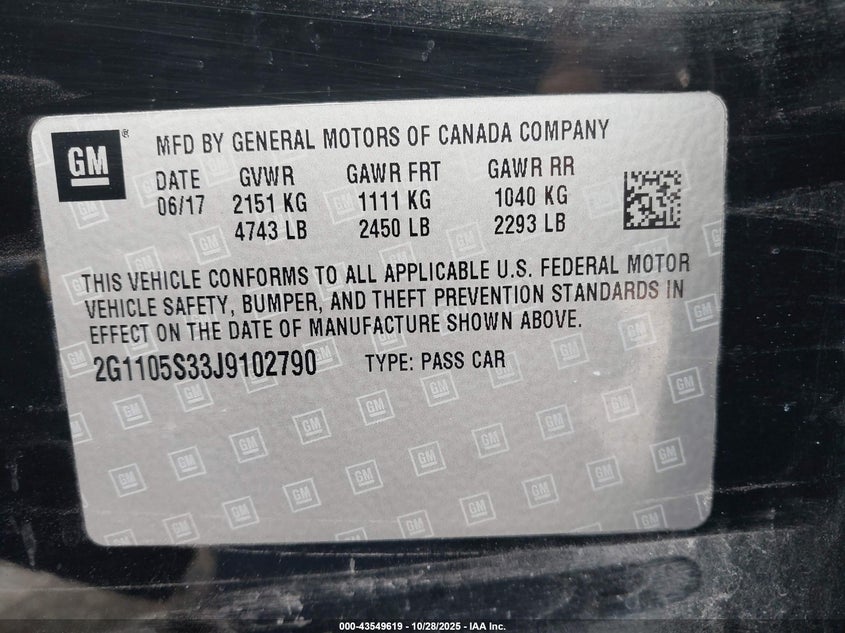 GM ® MFD BY GENERAL MOTORS OF CANADA COMPANY
DATE GVWR GAWR FRT GAWR RR
06/17 2151 KG 1111 KG 1040 KG
4743 LB 2450 LB 2293 LB
THIS VEHICLE CONFORMS TO ALL APPLICABLE U.S. FEDERAL MOTOR
VEHICLE SAFETY, BUMPER, AND THEFT PREVENTION STANDARDS IN
EFFECT ON THE DATE OF MANUFACTURE SHOWN ABOVE.
2G1105S33J9102790 TYPE: PASS CAR
000-43549619 - 10/28/2025 - IAA Inc.